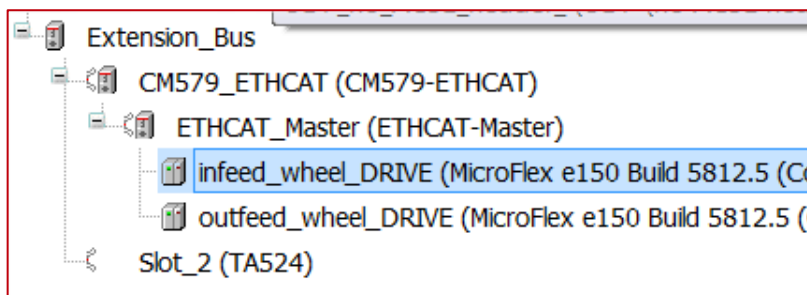 Extension_Bus
CM579_ETHCAT (CM579-ETHCAT)
ETHCAT_Master (ETHCAT-Master)
infeed_wheel_DRIVE (MicroFlex e150 Build 5812.5 (Co
outfeed_wheel_DRIVE (MicroFlex e150 Build 5812.5 (
Slot_2 (TA524)